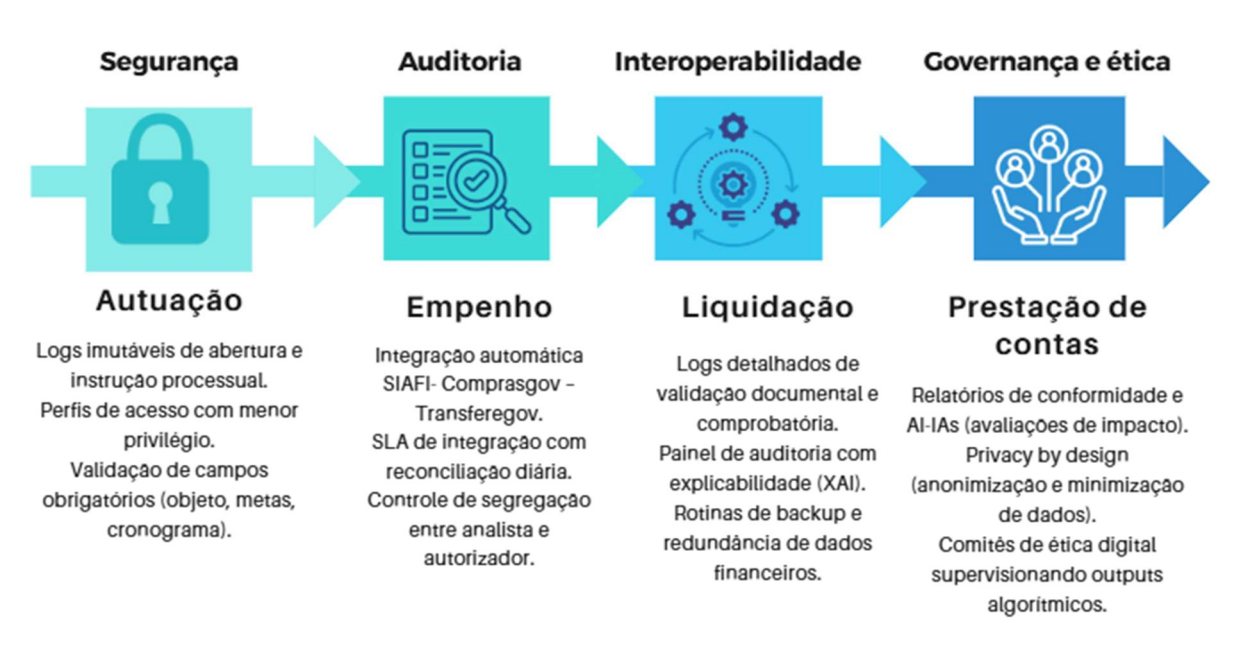 Segurança
Autuação
Logs imutáveis de abertura e
instrução processual.
Perfis de acesso com menor
privilégio.
Validação de campos
obrigatórios (objeto, metas,
cronograma).
Auditoria
Empenho
Integração automática
SIAFI- Comprasgov –
Transferegov.
SLA de integração com
reconciliação diária.
Controle de segregação
entre analista e
autorizador.
Interoperabilidade
Liquidação
Logs detalhados de
validação documental e
comprobatória.
Painel de auditoria com
explicabilidade (XAI).
Rotinas de backup e
redundância de dados
financeiros.
Governança e ética
Prestação de
contas
Relatórios de conformidade e
AI-IAs (avaliações de impacto).
Privacy by design
(anonimização e minimização
de dados).
Comitês de ética digital
supervisionando outputs
algorítmicos.